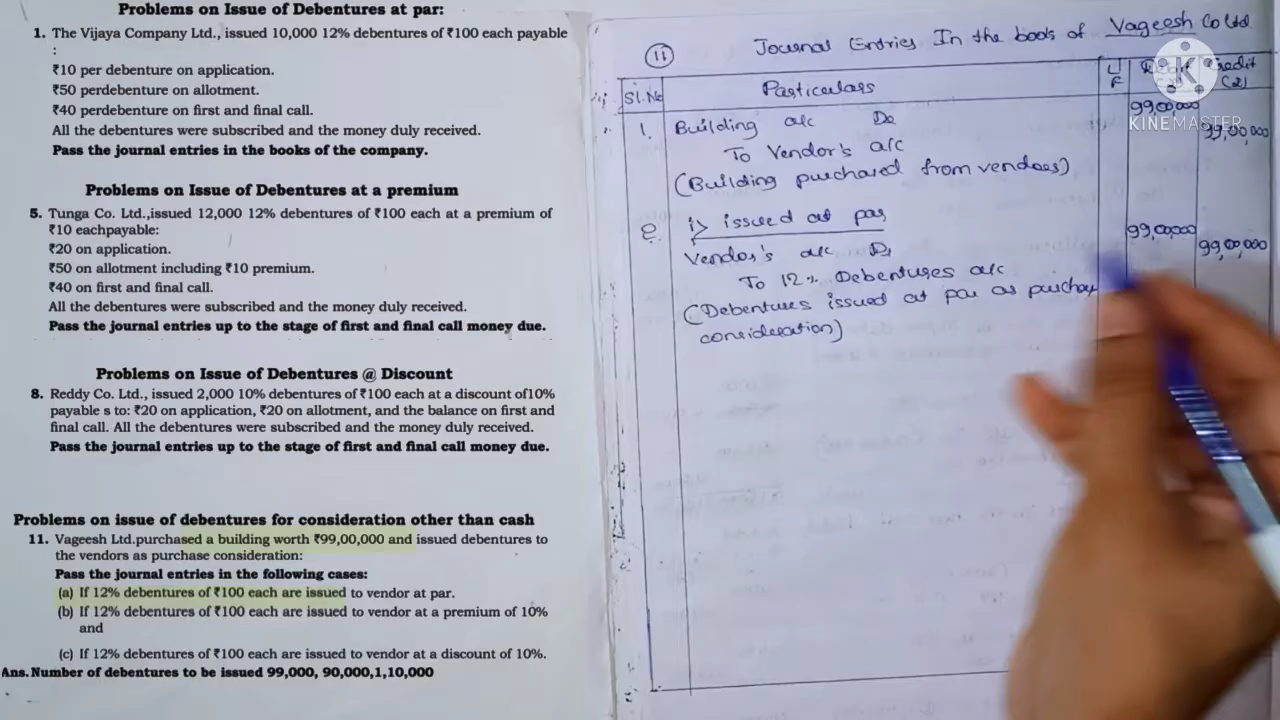 Problems on Issue of Debentures at par:
1. The Vijaya Company Ltd., issued 10,000 12% debentures of ₹100 each payable
:
₹10 per debenture on application.
₹50 perdebenture on allotment.
₹40 perdebenture on first and final call.
All the debentures were subscribed and the money duly received.
Pass the journal entries in the books of the company.
Problems on Issue of Debentures at a premium
5. Tunga Co. Ltd.,issued 12,000 12% debentures of ₹100 each at a premium of
₹10 eachpayable:
₹20 on application.
₹50 on allotment including ₹10 premium.
₹40 on first and final call.
All the debentures were subscribed and the money duly received.
Pass the journal entries up to the stage of first and final call money due.
Problems on Issue of Debentures @ Discount
8. Reddy Co. Ltd., issued 2,000 10% debentures of ₹100 each at a discount of10%
payable s to: ₹20 on application, ₹20 on allotment, and the balance on first and
final call. All the debentures were subscribed and the money duly received.
Pass the journal entries up to the stage of first and final call money due.
Problems on issue of debentures for consideration other than cash
11. Vageesh Ltd.purchased a building worth ₹99,00,000 and issued debentures to
the vendors as purchase consideration:
Pass the journal entries in the following cases:
(a) If 12% debentures of ₹100 each are issued to vendor at par.
(b) If 12% debentures of ₹100 each are issued to vendor at a premium of 10%
and
(c) If 12% debentures of ₹100 each are issued to vendor at a discount of 10%.
Ans.Number of debentures to be issued 99,000, 90,000,1,10,000
11 Journal Entries In the books of Vageesh Co Ltd
Sl.No Particulars LF Credit
1. Building a/c Dr 9900000
To Vendor's a/c 99,00,000
(Building purchased from vendors)
2. i> issued at par
Vendor's a/c Dr 99,00,000
To 12% Debentures a/c 99,00,000
(Debentures issued at par as purchas
consideration)
K
KINEMASTER